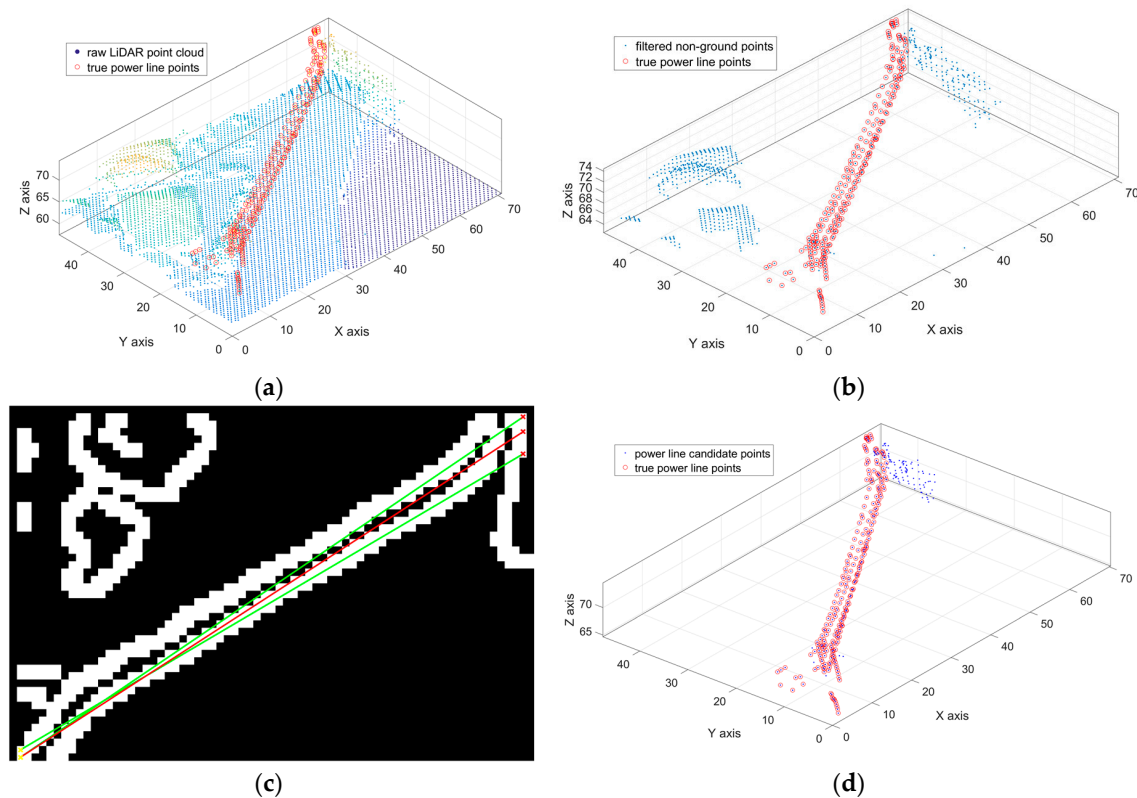 raw LiDAR point cloud
true power line points
Z axis
70
65
60
40
30
20
10
0
Y axis
0
10
20
30
40
50
60
70
X axis
(a)
filtered non-ground points
true power line points
Z axis
74
72
70
68
66
64
40
30
20
10
0
Y axis
0
10
20
30
40
50
60
70
X axis
(b)
(c)
power line candidate points
true power line points
Z axis
70
65
40
30
20
10
0
Y axis
0
10
20
30
40
50
60
70
X axis
(d)